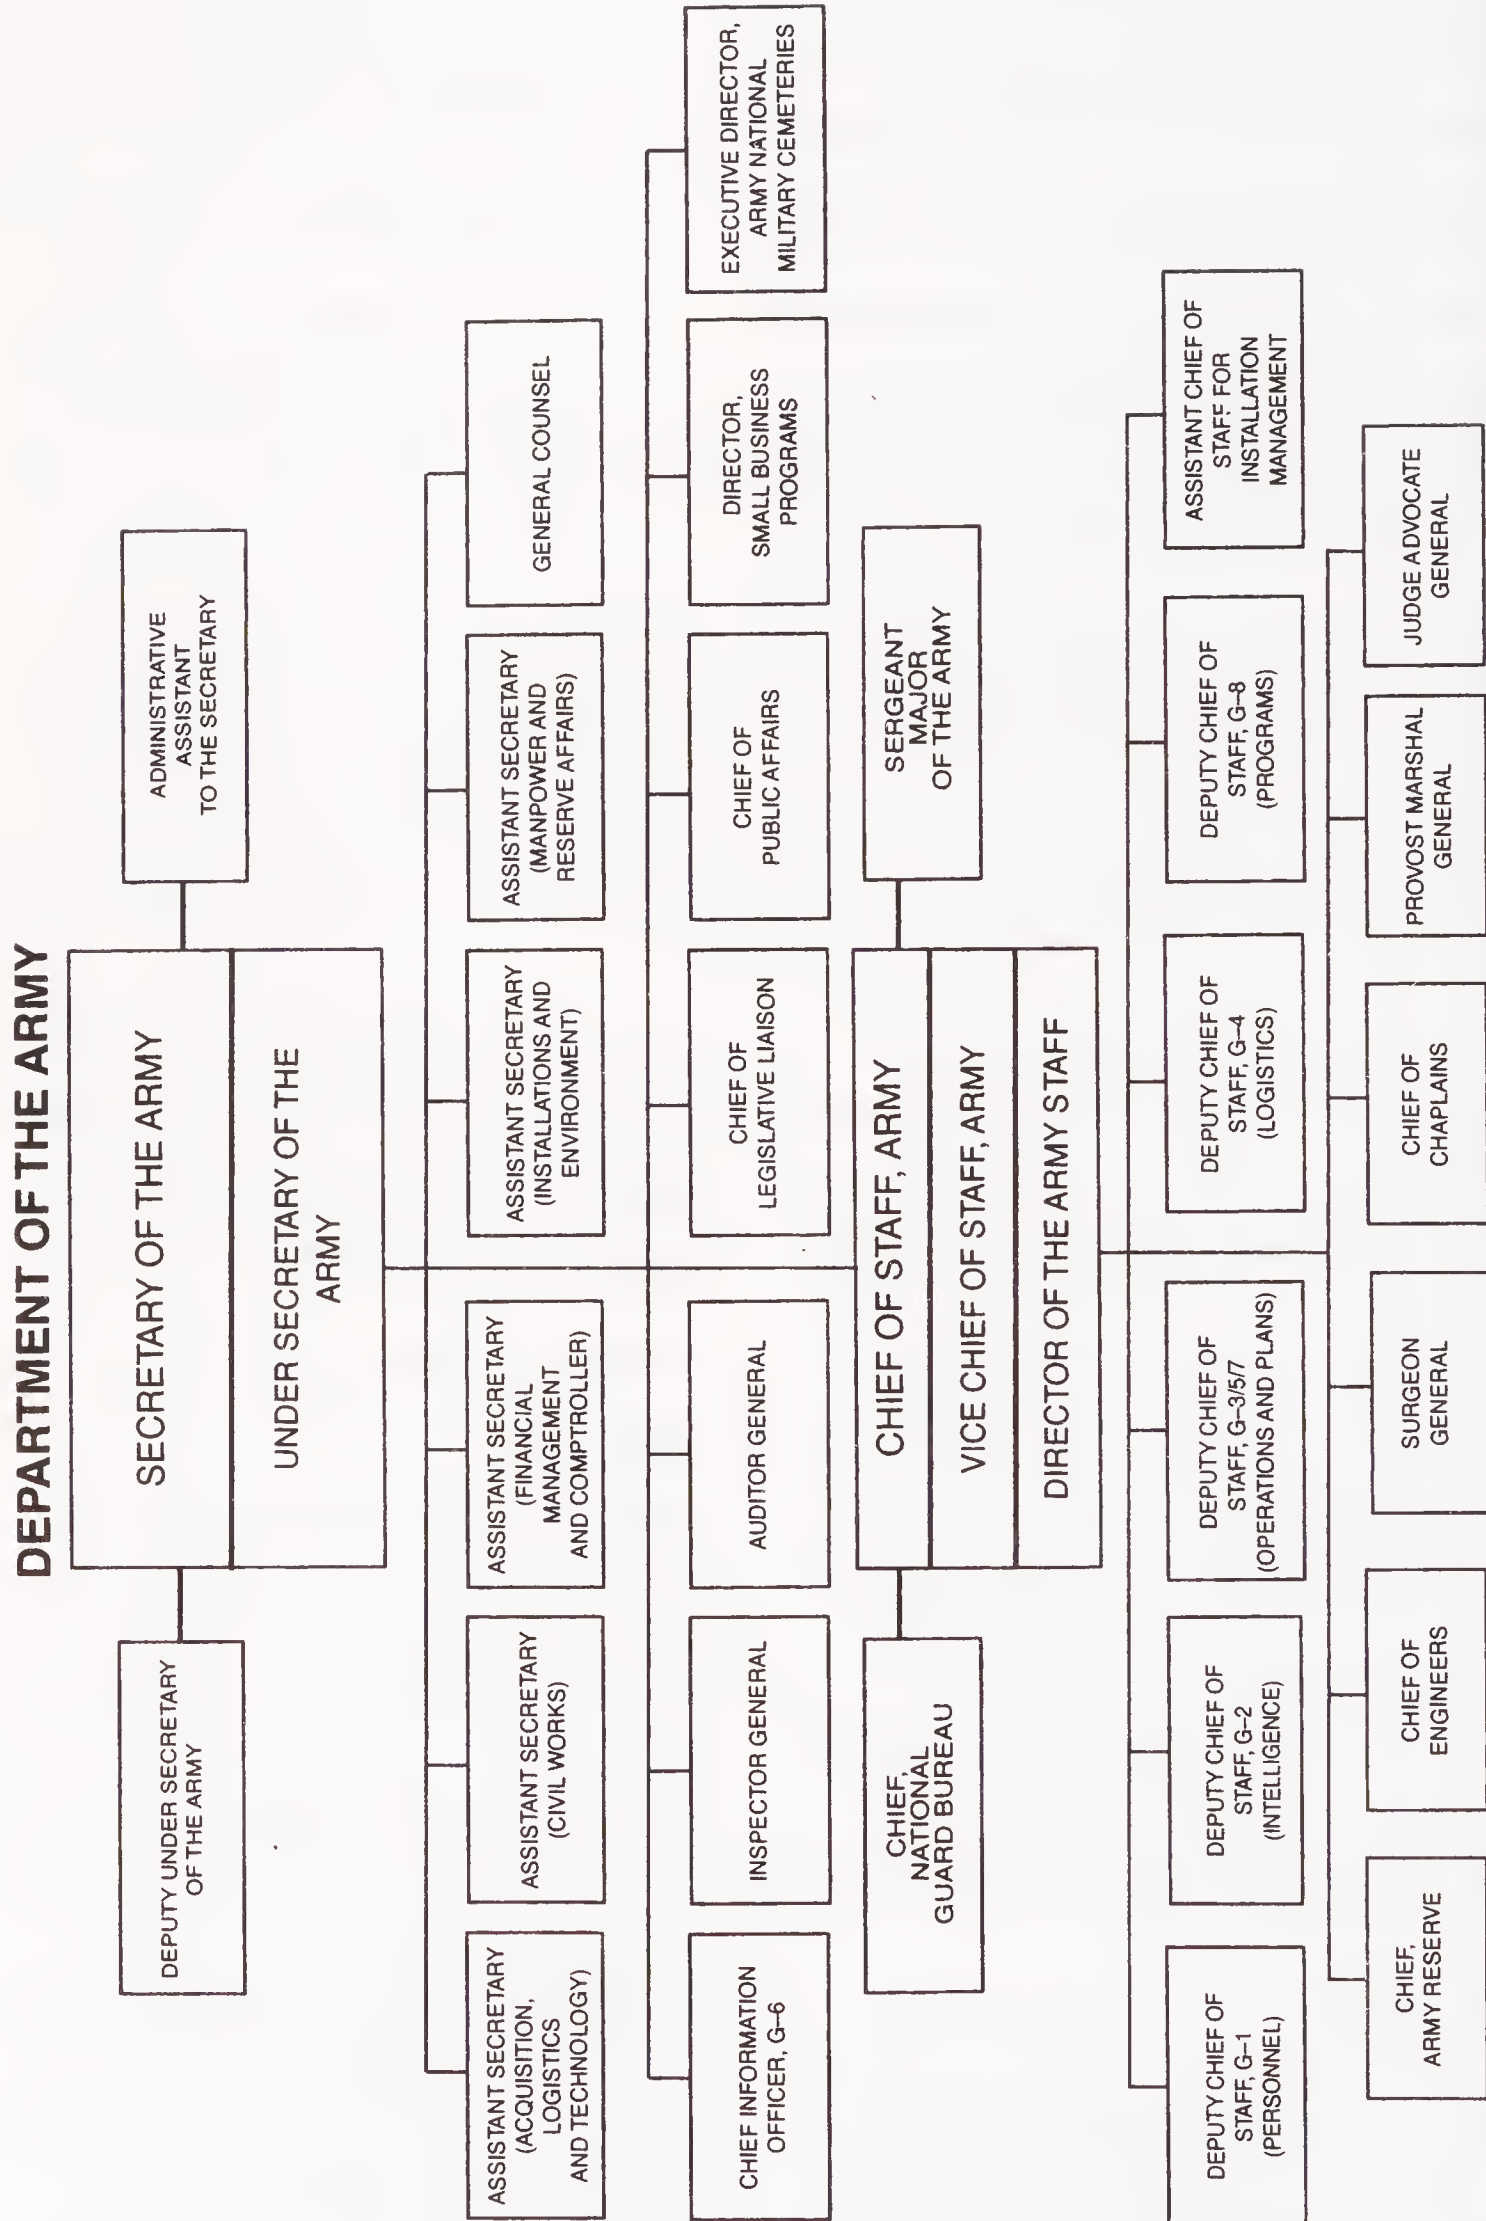 DEPARTMENT OF THE ARMY
DEPUTY UNDER SECRETARY
OF THE ARMY
SECRETARY OF THE ARMY
UNDER SECRETARY OF THE
ARMY
ADMINISTRATIVE
ASSISTANT
TO THE SECRETARY
ASSISTANT SECRETARY
(ACQUISITION,
LOGISTICS
AND TECHNOLOGY)
ASSISTANT SECRETARY
(CIVIL WORKS)
ASSISTANT SECRETARY
(FINANCIAL
MANAGEMENT
AND COMPTROLLER)
ASSISTANT SECRETARY
(INSTALLATIONS AND
ENVIRONMENT)
ASSISTANT SECRETARY
(MANPOWER AND
RESERVE AFFAIRS)
GENERAL COUNSEL
CHIEF INFORMATION
OFFICER, G–6
INSPECTOR GENERAL
AUDITOR GENERAL
CHIEF OF
LEGISLATIVE LIAISON
CHIEF OF
PUBLIC AFFAIRS
DIRECTOR,
SMALL BUSINESS
PROGRAMS
EXECUTIVE DIRECTOR,
ARMY NATIONAL
MILITARY CEMETERIES
CHIEF,
NATIONAL
GUARD BUREAU
CHIEF OF STAFF, ARMY
VICE CHIEF OF STAFF, ARMY
DIRECTOR OF THE ARMY STAFF
SERGEANT
MAJOR
OF THE ARMY
DEPUTY CHIEF OF
STAFF, G–1
(PERSONNEL)
DEPUTY CHIEF OF
STAFF, G–2
(INTELLIGENCE)
DEPUTY CHIEF OF
STAFF, G–3/5/7
(OPERATIONS AND PLANS)
DEPUTY CHIEF OF
STAFF, G–4
(LOGISTICS)
DEPUTY CHIEF OF
STAFF, G–8
(PROGRAMS)
ASSISTANT CHIEF OF
STAFF FOR
INSTALLATION
MANAGEMENT
CHIEF,
ARMY RESERVE
CHIEF OF
ENGINEERS
SURGEON
GENERAL
CHIEF OF
CHAPLAINS
PROVOST MARSHAL
GENERAL
JUDGE ADVOCATE
GENERAL